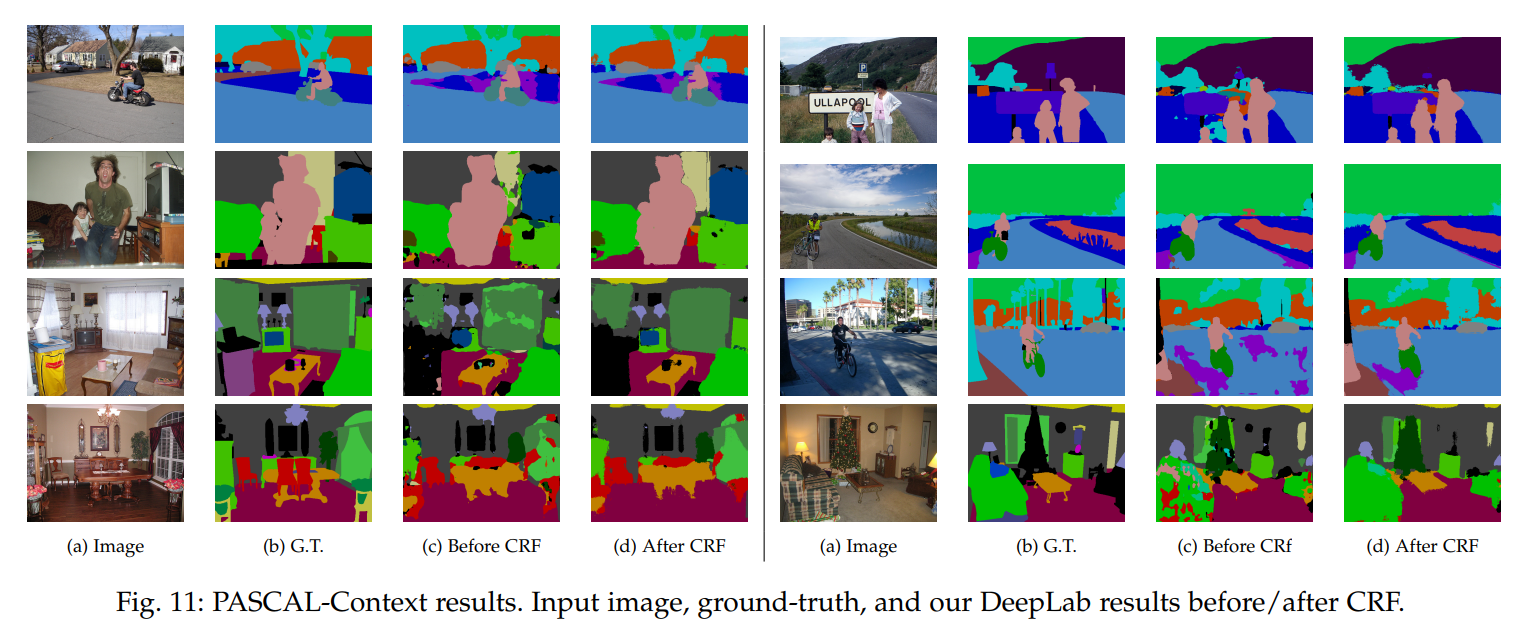 ULLAPOOL
P
(a) Image (b) G.T. (c) Before CRF (d) After CRF (a) Image (b) G.T. (c) Before CRf (d) After CRF
Fig. 11: PASCAL-Context results. Input image, ground-truth, and our DeepLab results before/after CRF.